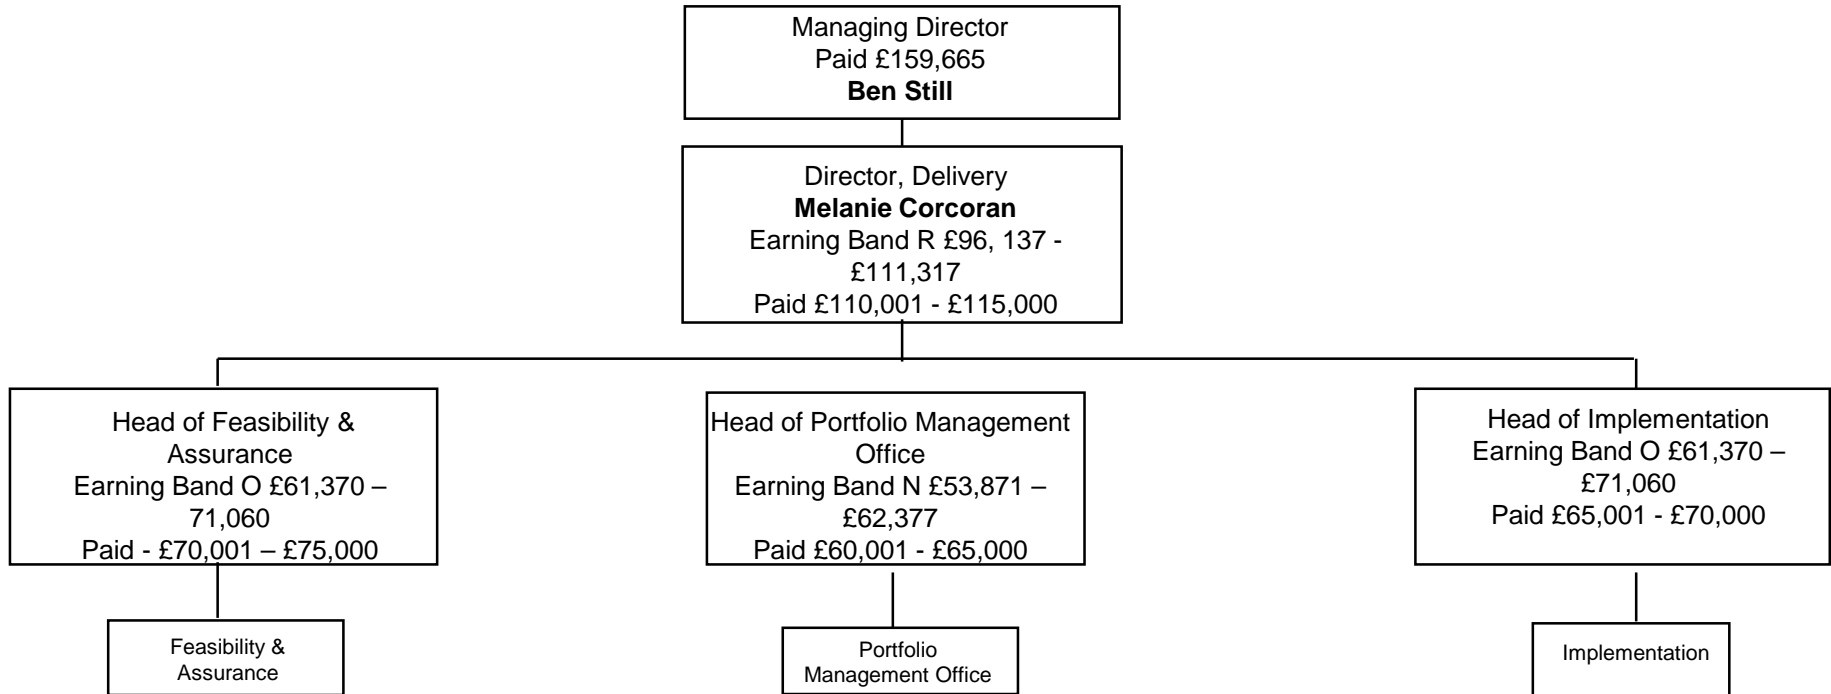 Managing Director
Paid £159,665
Ben Still
Director, Delivery
Melanie Corcoran
Earning Band R £96, 137 -
£111,317
Paid £110,001 - £115,000
Head of Feasibility &
Assurance
Earning Band O £61,370 –
71,060
Paid - £70,001 – £75,000
Head of Portfolio Management
Office
Earning Band N £53,871 –
£62,377
Paid £60,001 - £65,000
Head of Implementation
Earning Band O £61,370 –
£71,060
Paid £65,001 - £70,000
Feasibility &
Assurance
Portfolio
Management Office
Implementation